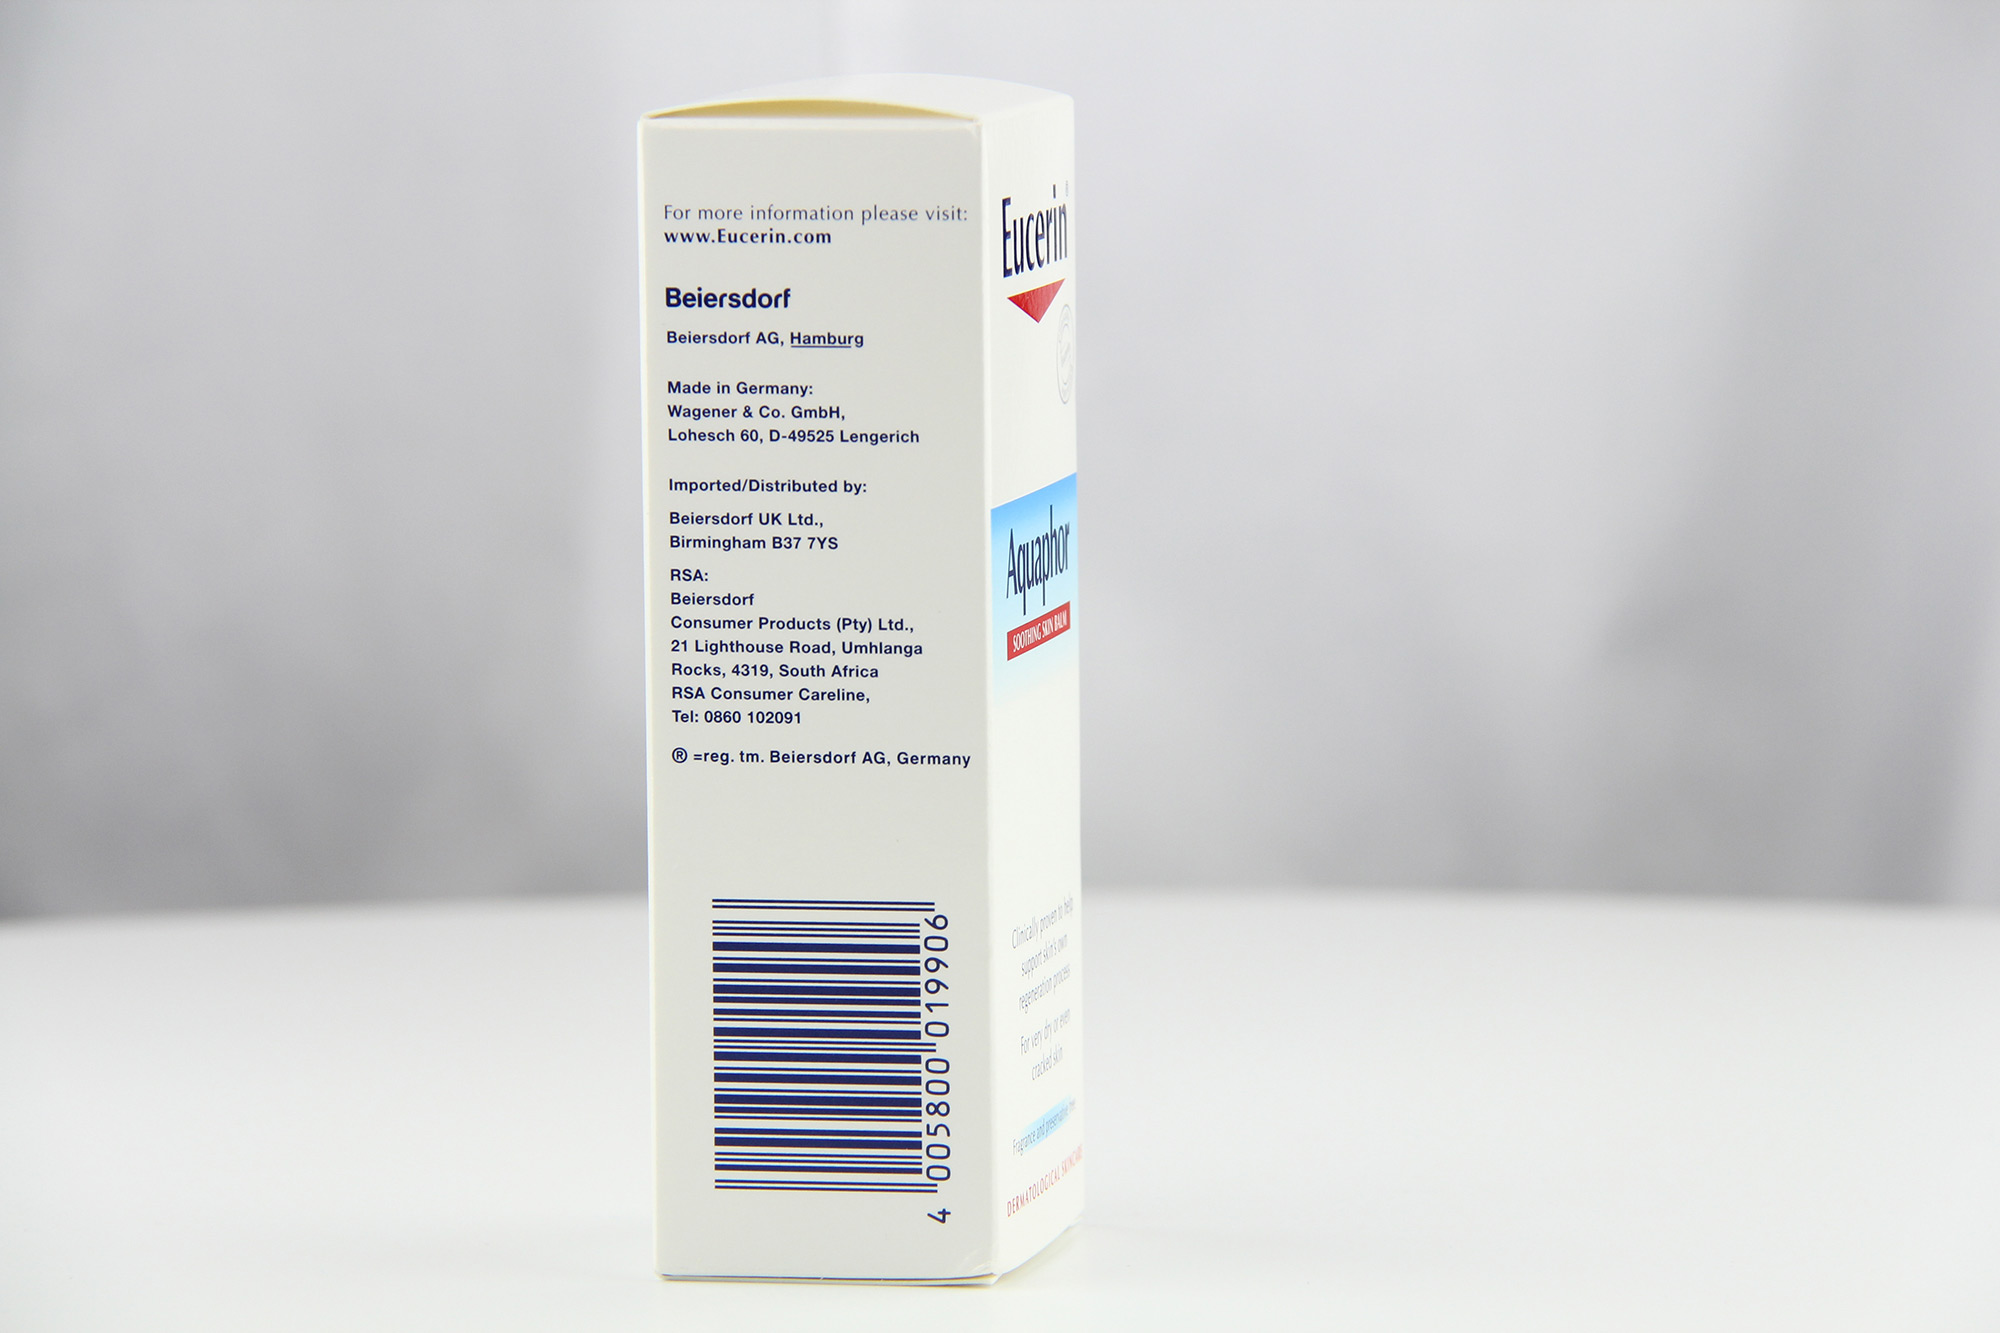 For more information please visit:
www.Eucerin.com
Beiersdorf
Beiersdorf AG, Hamburg
Made in Germany:
Wagener & Co. GmbH,
Lohesch 60, D-49525 Lengerich
Imported/Distributed by:
Beiersdorf UK Ltd.,
Birmingham B37 7YS
RSA:
Beiersdorf
Consumer Products (Pty) Ltd.,
21 Lighthouse Road, Umhlanga
Rocks, 4319, South Africa
RSA Consumer Careline,
Tel: 0860 102091
® =reg. tm. Beiersdorf AG, Germany
4 005800 019906
Eucerin®
Aquaphor
SOOTHING SKIN BALM
Clinically proven to help
support skin's own
regeneration process
For very dry or even
cracked skin
Fragrance and preservative free
DERMATOLOGICAL SKINCARE